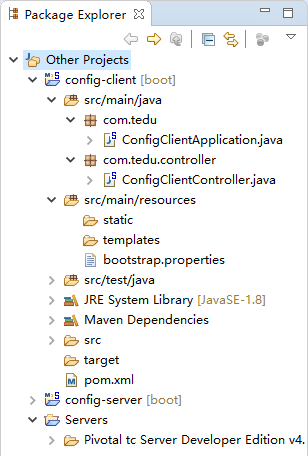 Package Explorer
Other Projects
config-client [boot]
src/main/java
com.tedu
ConfigClientApplication.java
com.tedu.controller
ConfigClientController.java
src/main/resources
static
templates
bootstrap.properties
src/test/java
JRE System Library [JavaSE-1.8]
Maven Dependencies
src
target
pom.xml
config-server [boot]
Servers
Pivotal tc Server Developer Edition v4.